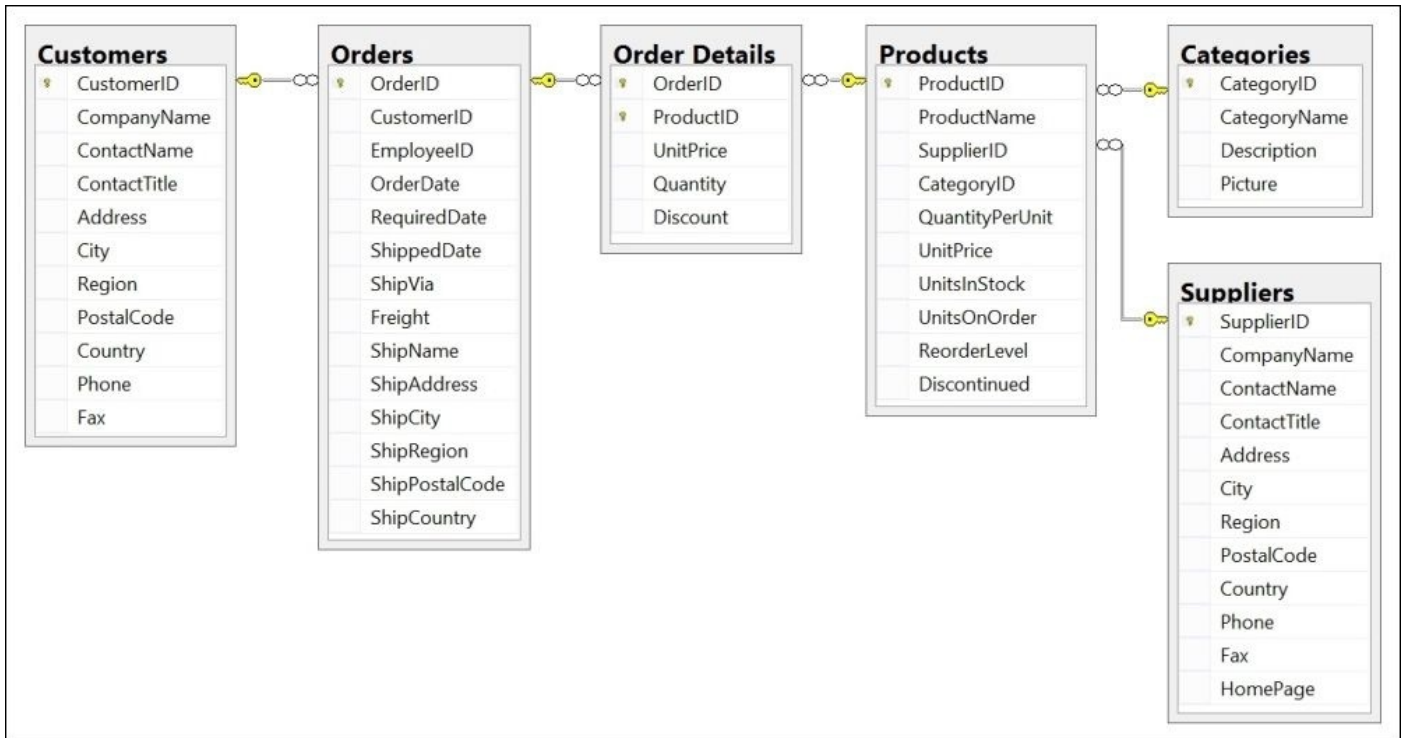 Customers
CustomerID
CompanyName
ContactName
ContactTitle
Address
City
Region
PostalCode
Country
Phone
Fax
Orders
OrderID
CustomerID
EmployeeID
OrderDate
RequiredDate
ShippedDate
ShipVia
Freight
ShipName
ShipAddress
ShipCity
ShipRegion
ShipPostalCode
ShipCountry
Order Details
OrderID
ProductID
UnitPrice
Quantity
Discount
Products
ProductID
ProductName
SupplierID
CategoryID
QuantityPerUnit
UnitPrice
UnitsInStock
UnitsOnOrder
ReorderLevel
Discontinued
Categories
CategoryID
CategoryName
Description
Picture
Suppliers
SupplierID
CompanyName
ContactName
ContactTitle
Address
City
Region
PostalCode
Country
Phone
Fax
HomePage